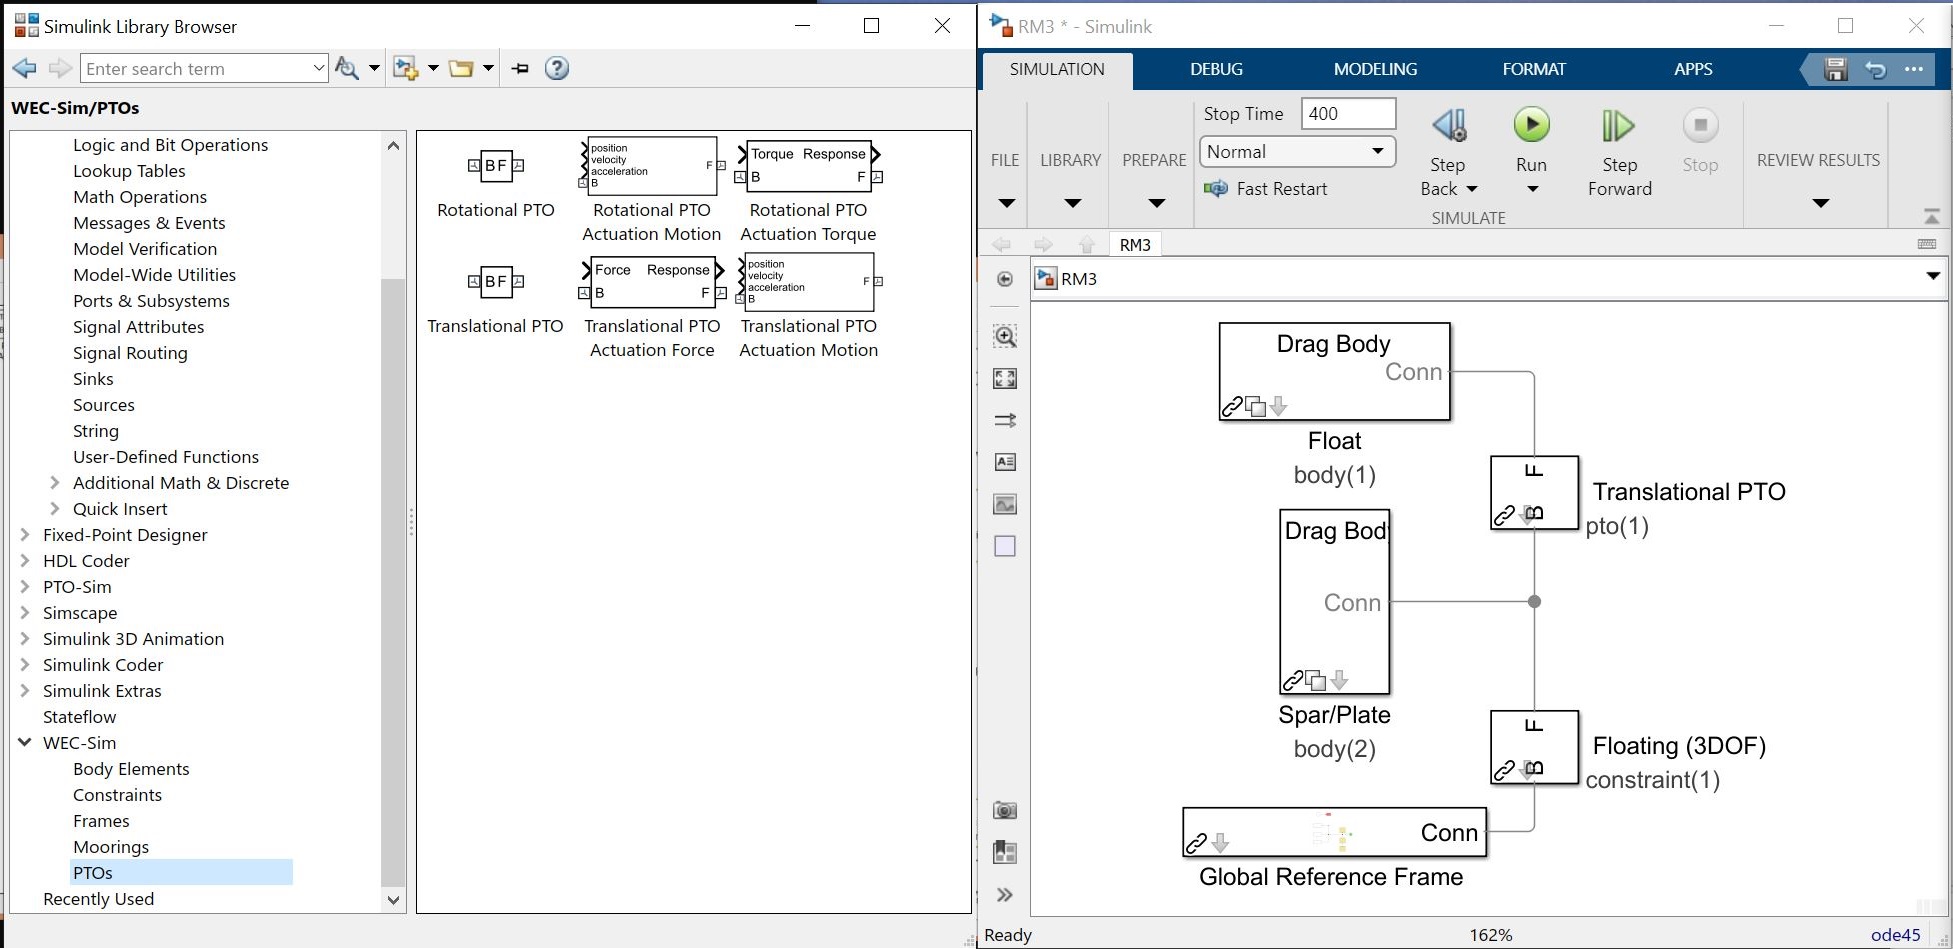 Simulink Library Browser
Enter search term
WEC-Sim/PTOs
Logic and Bit Operations
Lookup Tables
Math Operations
Messages & Events
Model Verification
Model-Wide Utilities
Ports & Subsystems
Signal Attributes
Signal Routing
Sinks
Sources
String
User-Defined Functions
Additional Math & Discrete
Quick Insert
Fixed-Point Designer
HDL Coder
PTO-Sim
Simscape
Simulink 3D Animation
Simulink Coder
Simulink Extras
Stateflow
WEC-Sim
Body Elements
Constraints
Frames
Moorings
PTOs
Recently Used
B F
Rotational PTO
position
velocity
acceleration
B
F
Rotational PTO
Actuation Motion
Torque Response
B F
Rotational PTO
Actuation Torque
B F
Translational PTO
Force Response
B F
Translational PTO
Actuation Force
position
velocity
acceleration
B
F
Translational PTO
Actuation Motion
RM3 * - Simulink
SIMULATION DEBUG MODELING FORMAT APPS
FILE
LIBRARY
PREPARE
Stop Time 400
Normal
Fast Restart
Step
Back
Run
Step
Forward
Stop
SIMULATE
REVIEW RESULTS
RM3
RM3
Drag Body
Conn
Float
body(1)
F
B
Translational PTO
pto(1)
Drag Bod
Conn
Spar/Plate
body(2)
F
B
Floating (3DOF)
constraint(1)
Conn
Global Reference Frame
Ready 162% ode45